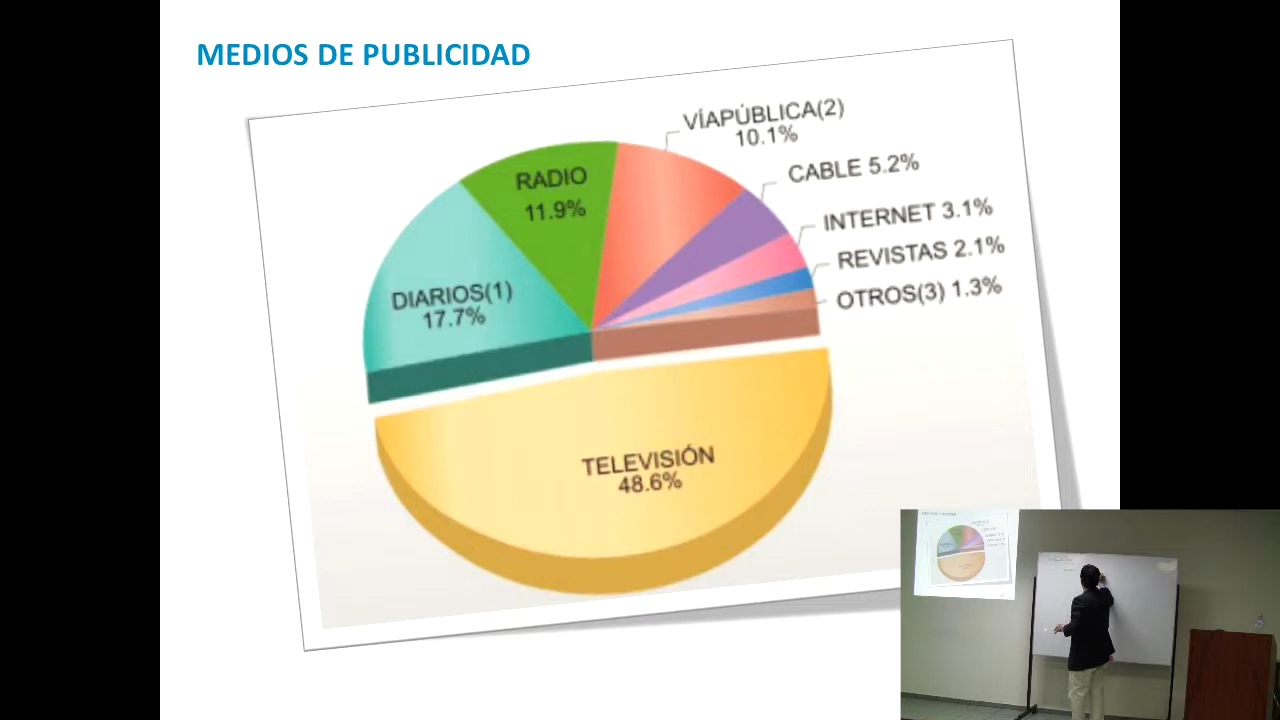 MEDIOS DE PUBLICIDAD
VÍAPÚBLICA(2)
10.1%
RADIO
11.9%
CABLE 5.2%
INTERNET 3.1%
REVISTAS 2.1%
OTROS(3) 1.3%
DIARIOS(1)
17.7%
TELEVISIÓN
48.6%